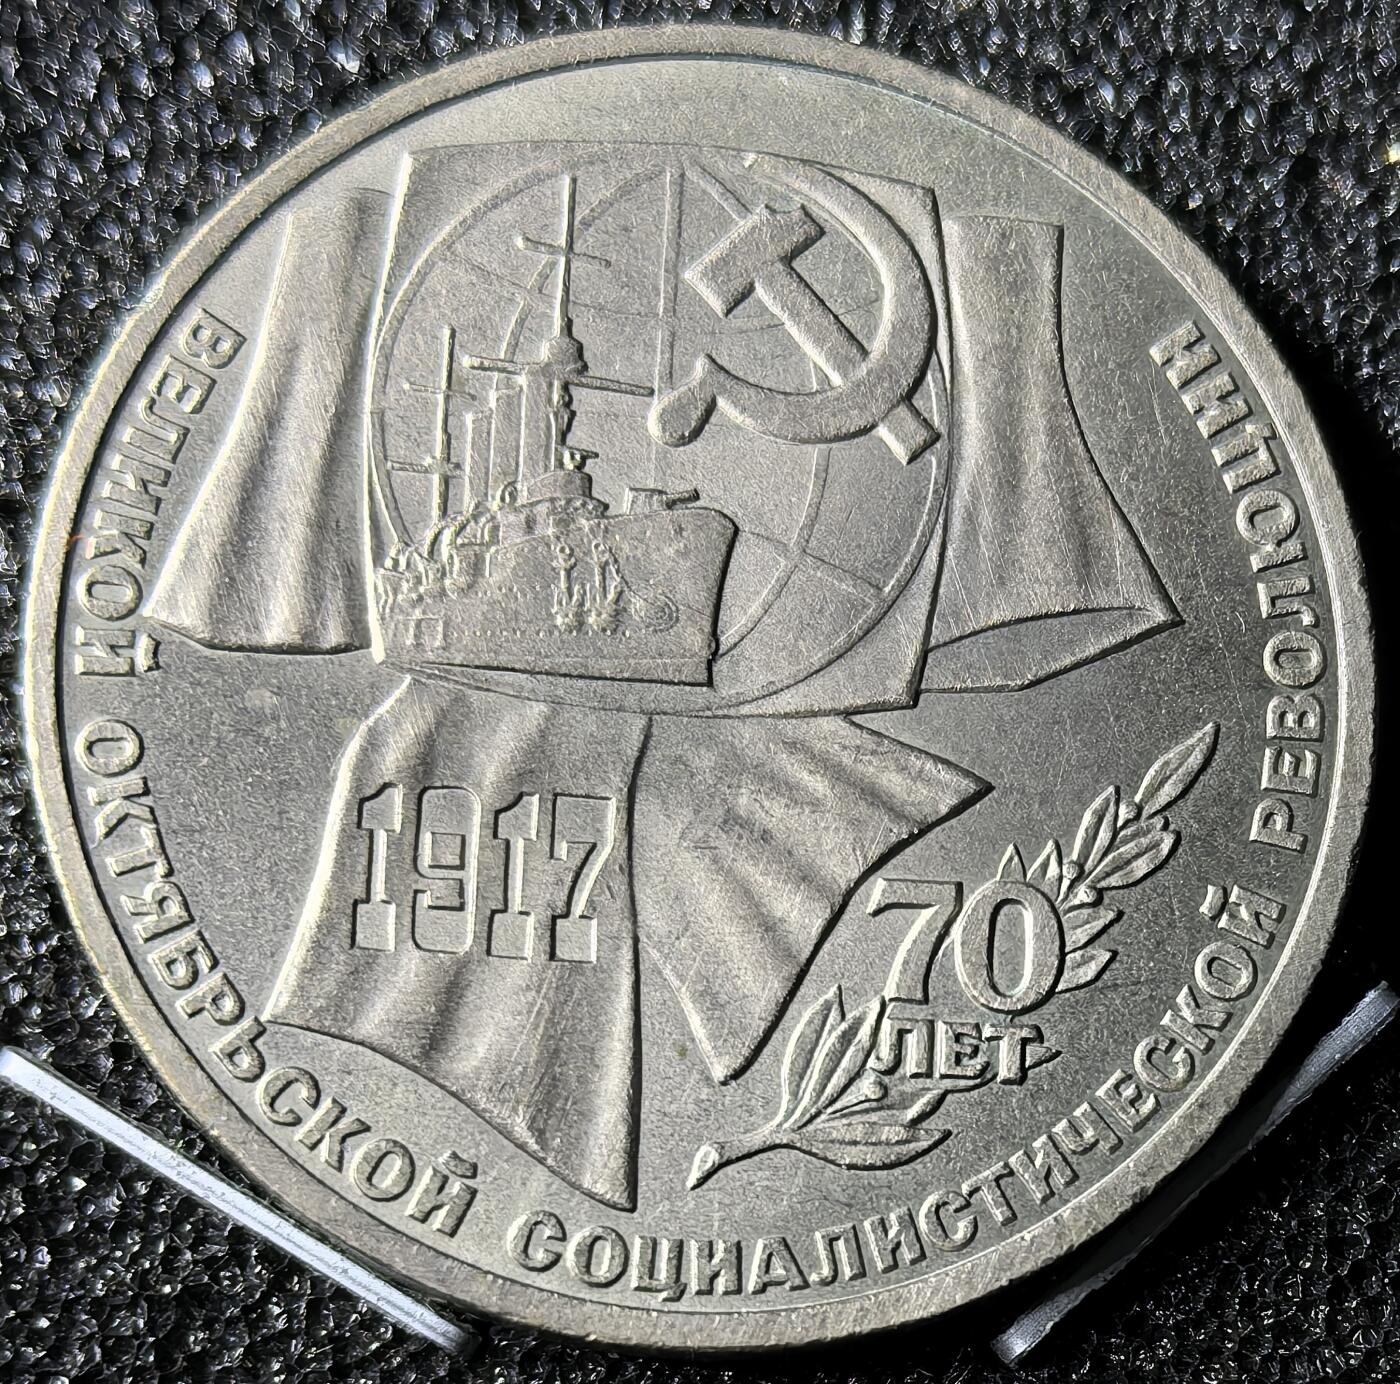 1917
70
ЛЕТ
ВЕЛИКОЙ ОКТЯБРЬСКОЙ СОЦИАЛИСТИЧЕСКОЙ РЕВОЛЮЦИИ